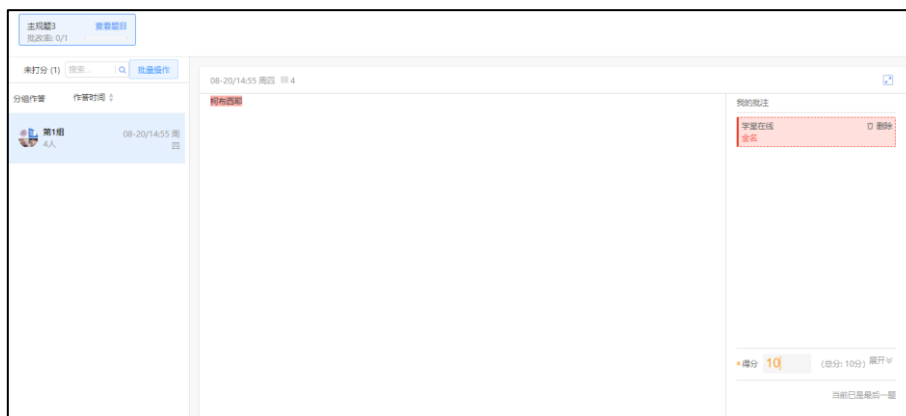 主观题3 查看题目
批改率: 0/1
未打分 (1) 搜索... 批量操作
分组作答 作答时间
第1组 08-20/14:55 周
4人 四
08-20/14:55 周四 4
柯布西耶
我的批注
学堂在线 删除
全名
*得分 10 (总分: 10分) 展开
当前已是最后一题